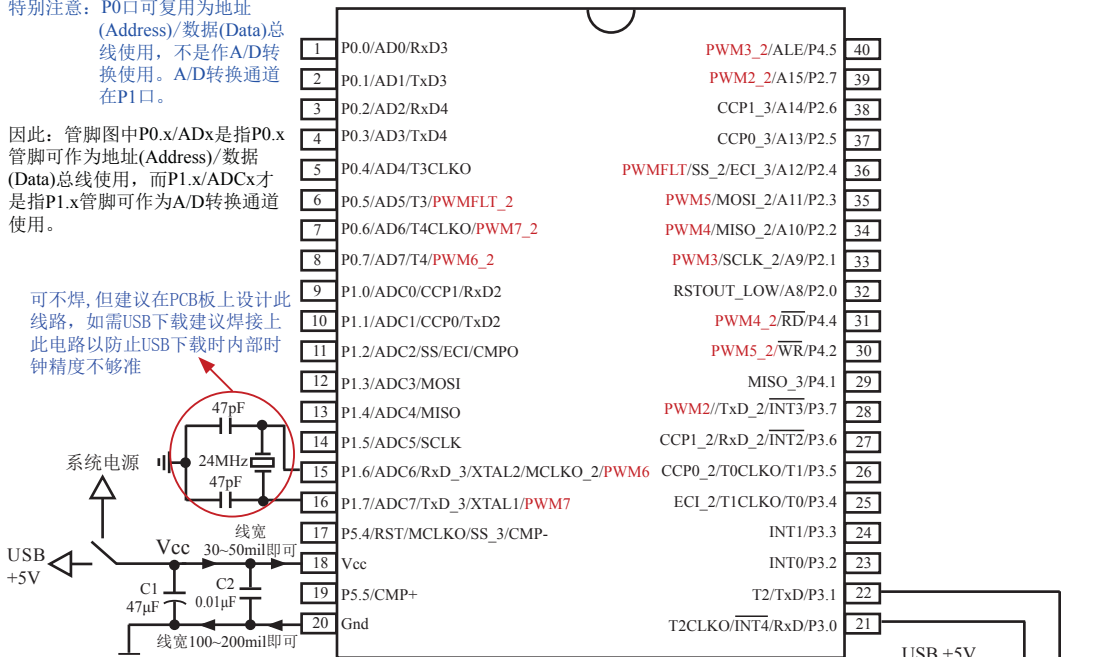 特别注意：P0口可复用为地址
(Address)/数据(Data)总
线使用，不是作A/D转
换使用。A/D转换通道
在P1口。
因此：管脚图中P0.x/ADx是指P0.x
管脚可作为地址(Address)/数据
(Data)总线使用，而P1.x/ADCx才
是指P1.x管脚可作为A/D转换通道
使用。
可不焊,但建议在PCB板上设计此
线路，如需USB下载建议焊接上
此电路以防止USB下载时内部时
钟精度不够准
47pF
24MHz
47pF
系统电源
USB
+5V
Vcc
线宽
30~50mil即可
C1
47μF
C2
0.01μF
线宽100~200mil即可
1 P0.0/AD0/RxD3
2 P0.1/AD1/TxD3
3 P0.2/AD2/RxD4
4 P0.3/AD3/TxD4
5 P0.4/AD4/T3CLKO
6 P0.5/AD5/T3/PWMFLT_2
7 P0.6/AD6/T4CLKO/PWM7_2
8 P0.7/AD7/T4/PWM6_2
9 P1.0/ADC0/CCP1/RxD2
10 P1.1/ADC1/CCP0/TxD2
11 P1.2/ADC2/SS/ECI/CMPO
12 P1.3/ADC3/MOSI
13 P1.4/ADC4/MISO
14 P1.5/ADC5/SCLK
15 P1.6/ADC6/RxD_3/XTAL2/MCLKO_2/PWM6
16 P1.7/ADC7/TxD_3/XTAL1/PWM7
17 P5.4/RST/MCLKO/SS_3/CMP-
18 Vcc
19 P5.5/CMP+
20 Gnd
PWM3_2/ALE/P4.5 40
PWM2_2/A15/P2.7 39
CCP1_3/A14/P2.6 38
CCP0_3/A13/P2.5 37
PWMFLT/SS_2/ECI_3/A12/P2.4 36
PWM5/MOSI_2/A11/P2.3 35
PWM4/MISO_2/A10/P2.2 34
PWM3/SCLK_2/A9/P2.1 33
RSTOUT_LOW/A8/P2.0 32
PWM4_2/RD/P4.4 31
PWM5_2/WR/P4.2 30
MISO_3/P4.1 29
PWM2//TxD_2/INT3/P3.7 28
CCP1_2/RxD_2/INT2/P3.6 27
CCP0_2/T0CLKO/T1/P3.5 26
ECI_2/T1CLKO/T0/P3.4 25
INT1/P3.3 24
INT0/P3.2 23
T2/TxD/P3.1 22
T2CLKO/INT4/RxD/P3.0 21
USB +5V